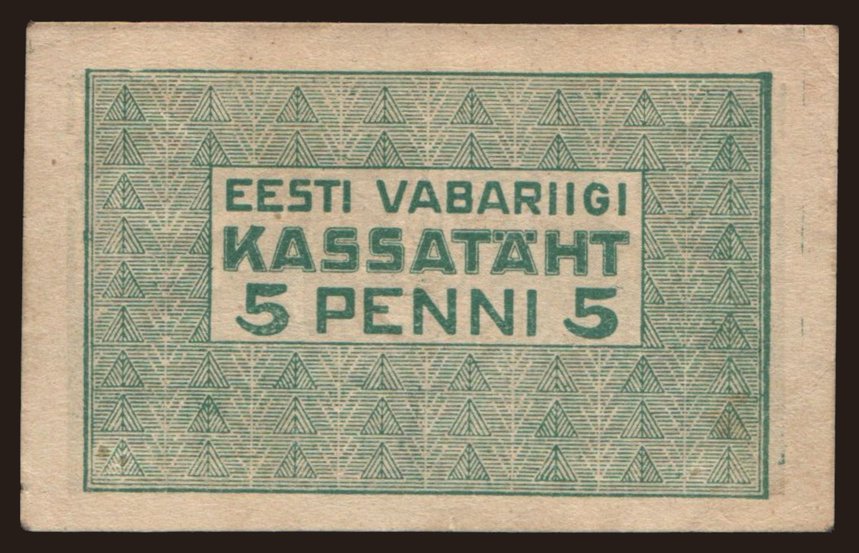 EESTI VABARIIGI
KASSATÄHT
5 PENNI 5